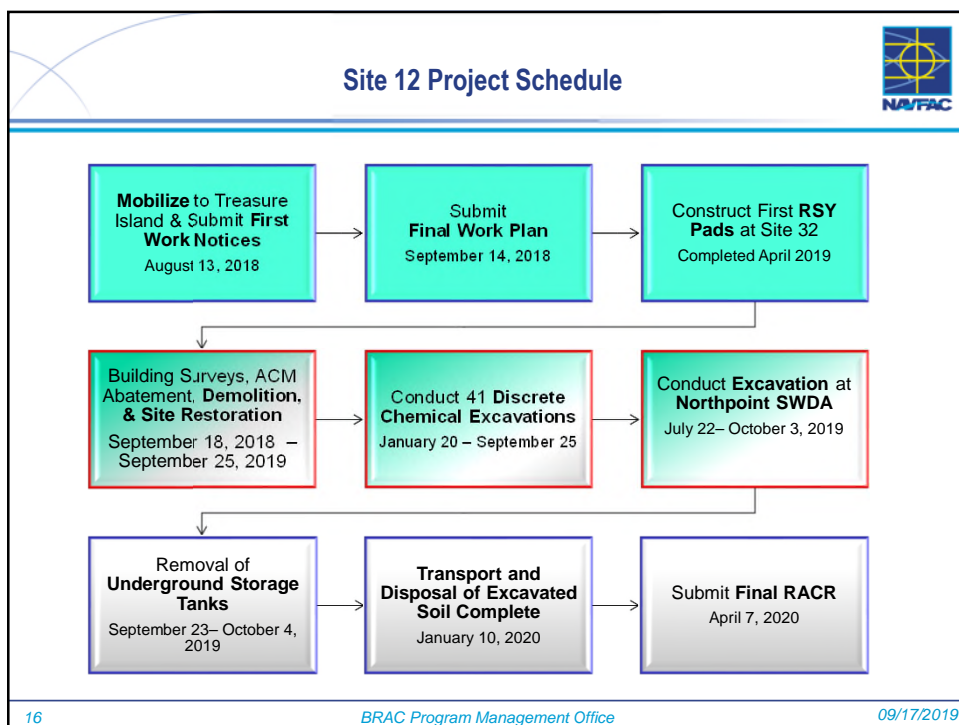 Site 12 Project Schedule
NAVFAC
Mobilize to Treasure
Island & Submit First
Work Notices
August 13, 2018
Submit
Final Work Plan
September 14, 2018
Construct First RSY
Pads at Site 32
Completed April 2019
Building Surveys, ACM
Abatement, Demolition,
& Site Restoration
September 18, 2018 –
September 25, 2019
Conduct 41 Discrete
Chemical Excavations
January 20 – September 25
Conduct Excavation at
Northpoint SWDA
July 22– October 3, 2019
Removal of
Underground Storage
Tanks
September 23– October 4,
2019
Transport and
Disposal of Excavated
Soil Complete
January 10, 2020
Submit Final RACR
April 7, 2020
16
BRAC Program Management Office
09/17/2019